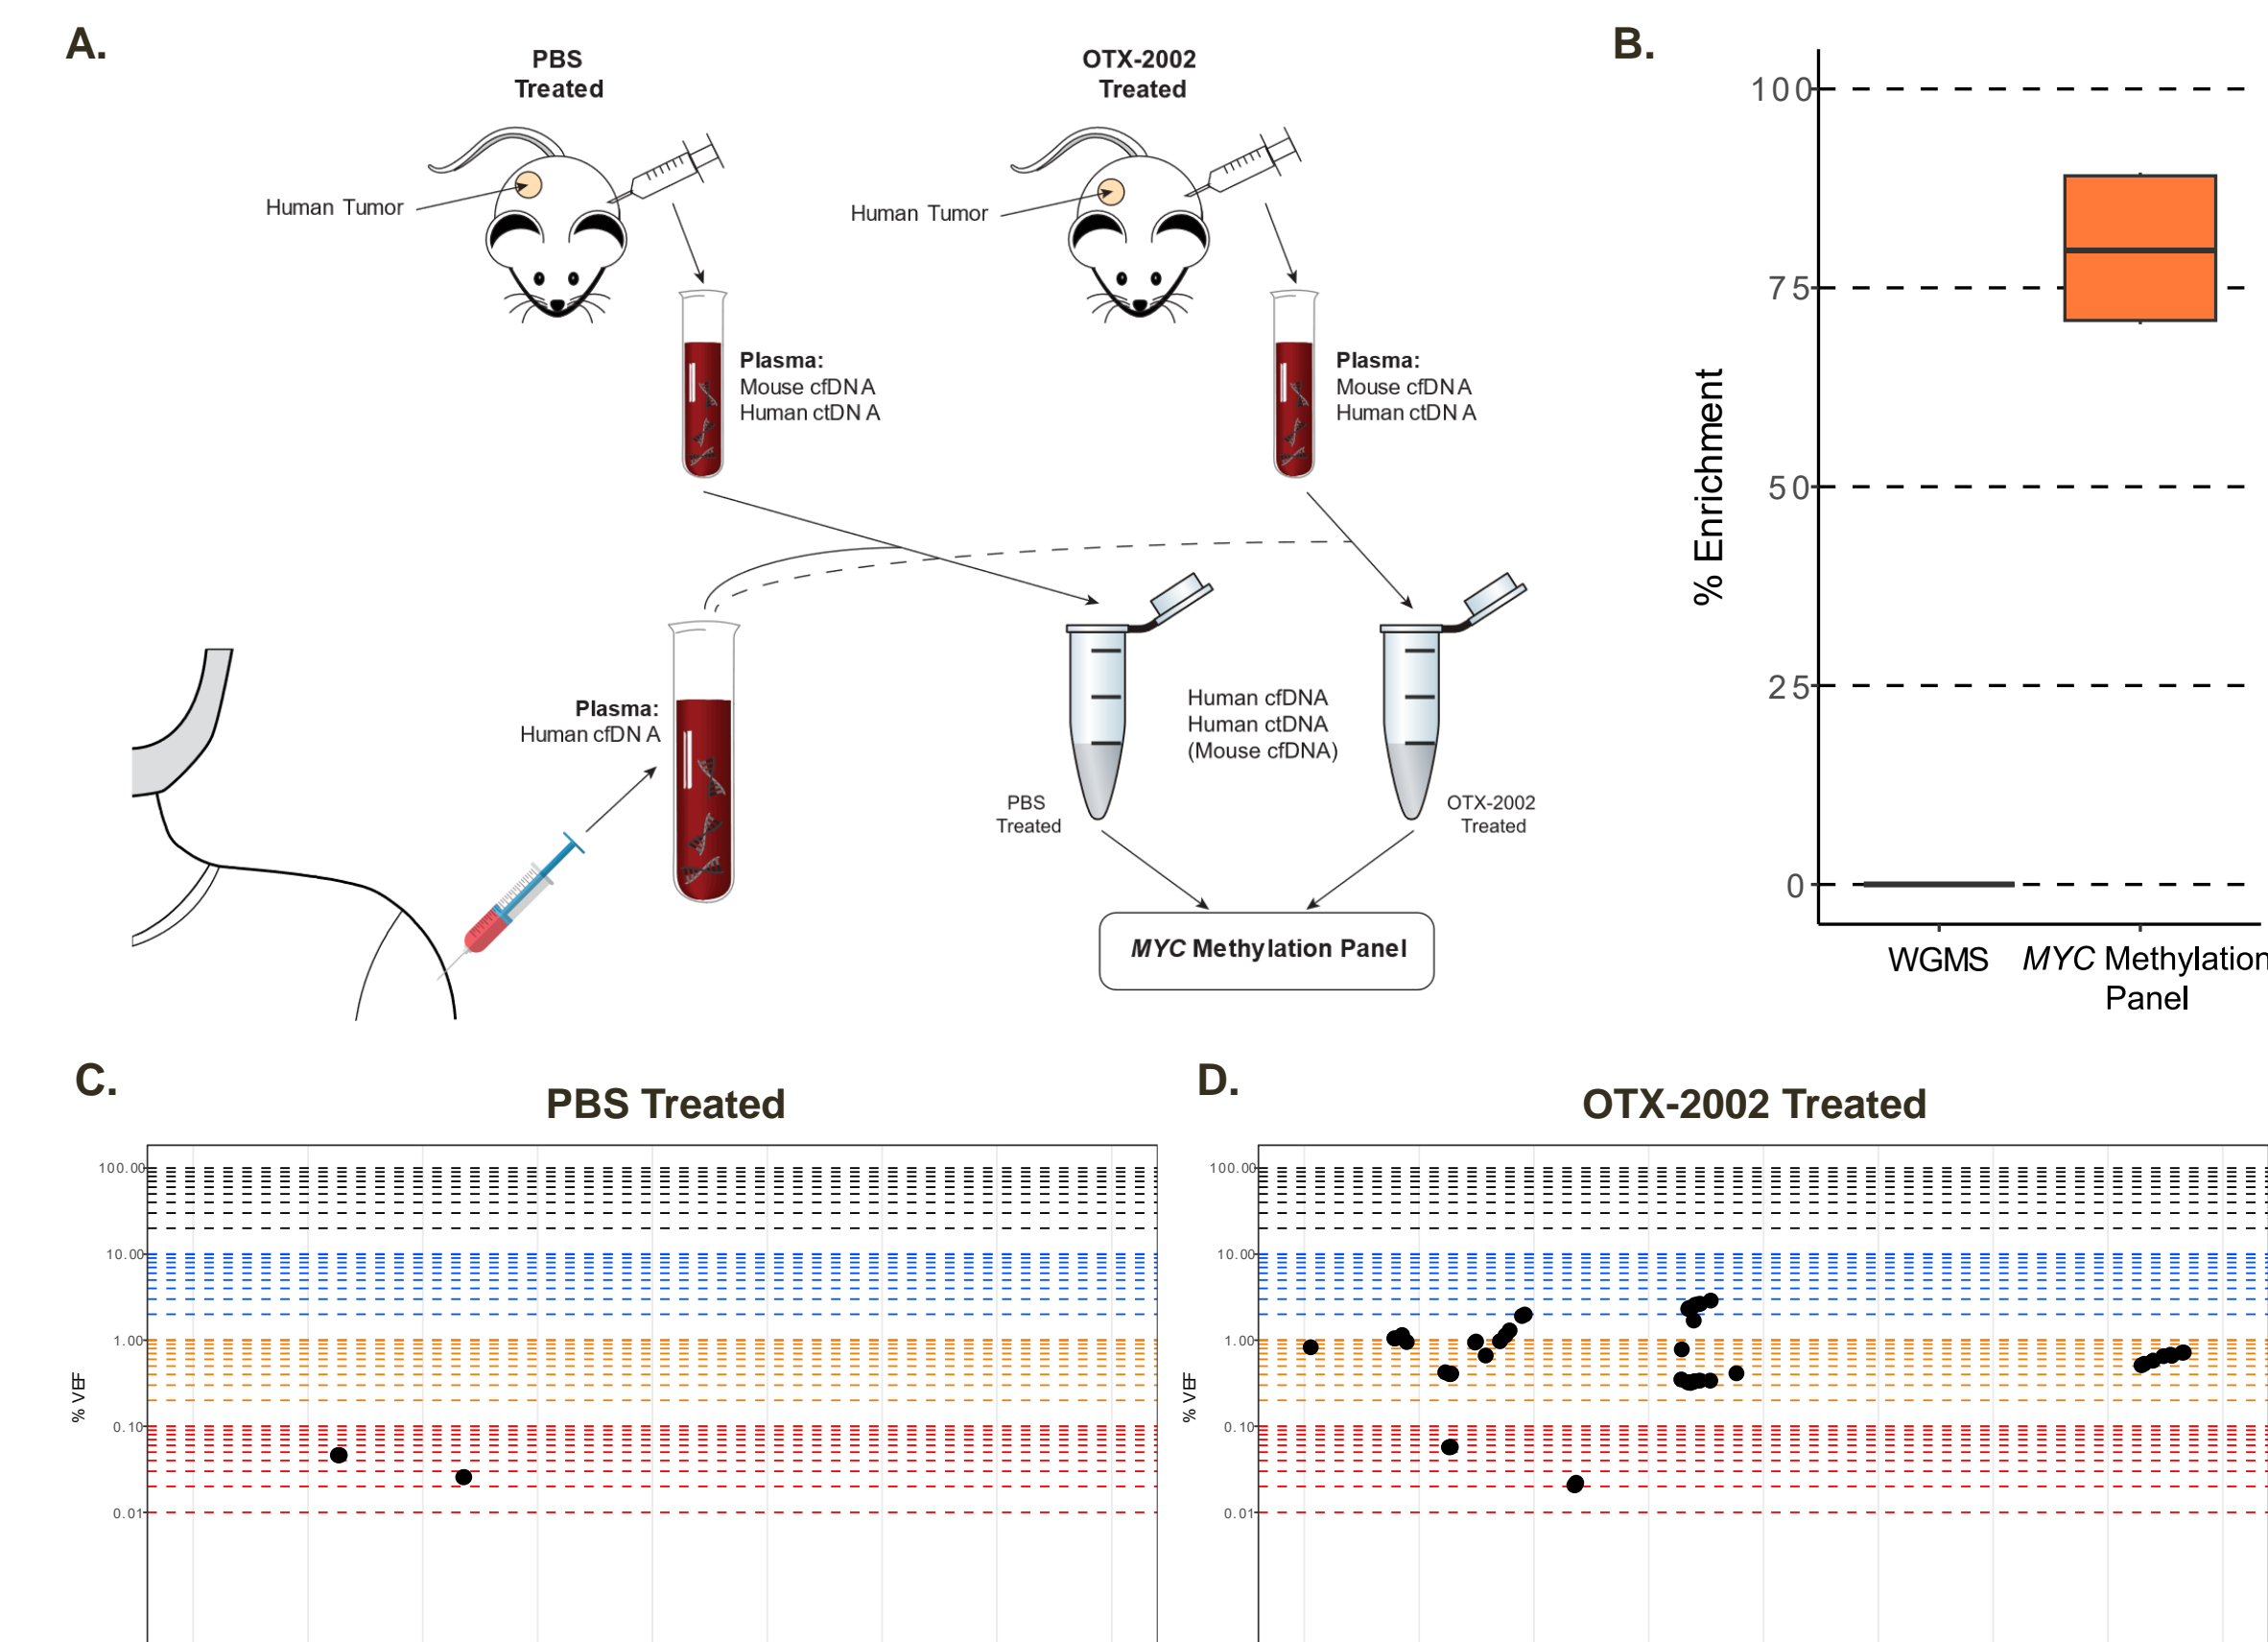 A.
PBS
Treated
OTX-2002
Treated
Human Tumor
Human Tumor
Plasma:
Mouse cfDNA
Human ctDNA
Plasma:
Mouse cfDNA
Human ctDNA
Plasma:
Human cfDNA
Human cfDNA
Human ctDNA
(Mouse cfDNA)
PBS
Treated
OTX-2002
Treated
MYC Methylation Panel
B.
% Enrichment
100
75
50
25
0
WGMS
MYC Methylation
Panel
C.
PBS Treated
% VEF
100.00
10.00
1.00
0.10
0.01
D.
OTX-2002 Treated
% VEF
100.00
10.00
1.00
0.10
0.01